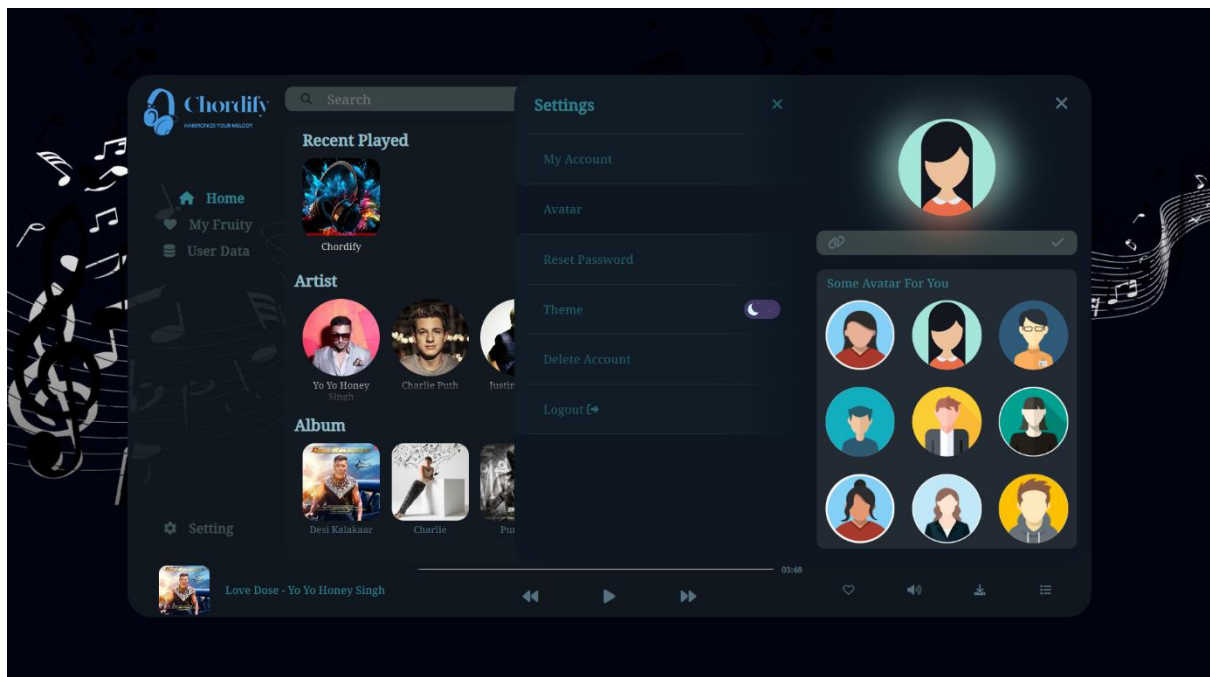 Chordify
HARMONIZE YOUR MELODY
Home
My Fruity
User Data
Setting
Search
Recent Played
Chordify
Artist
Yo Yo Honey
Singh
Charlie Puth
Justin
Album
Desi Kalakaar
Charlie
Settings
My Account
Avatar
Reset Password
Theme
Delete Account
Logout
Some Avatar For You
Love Dose - Yo Yo Honey Singh
03:48